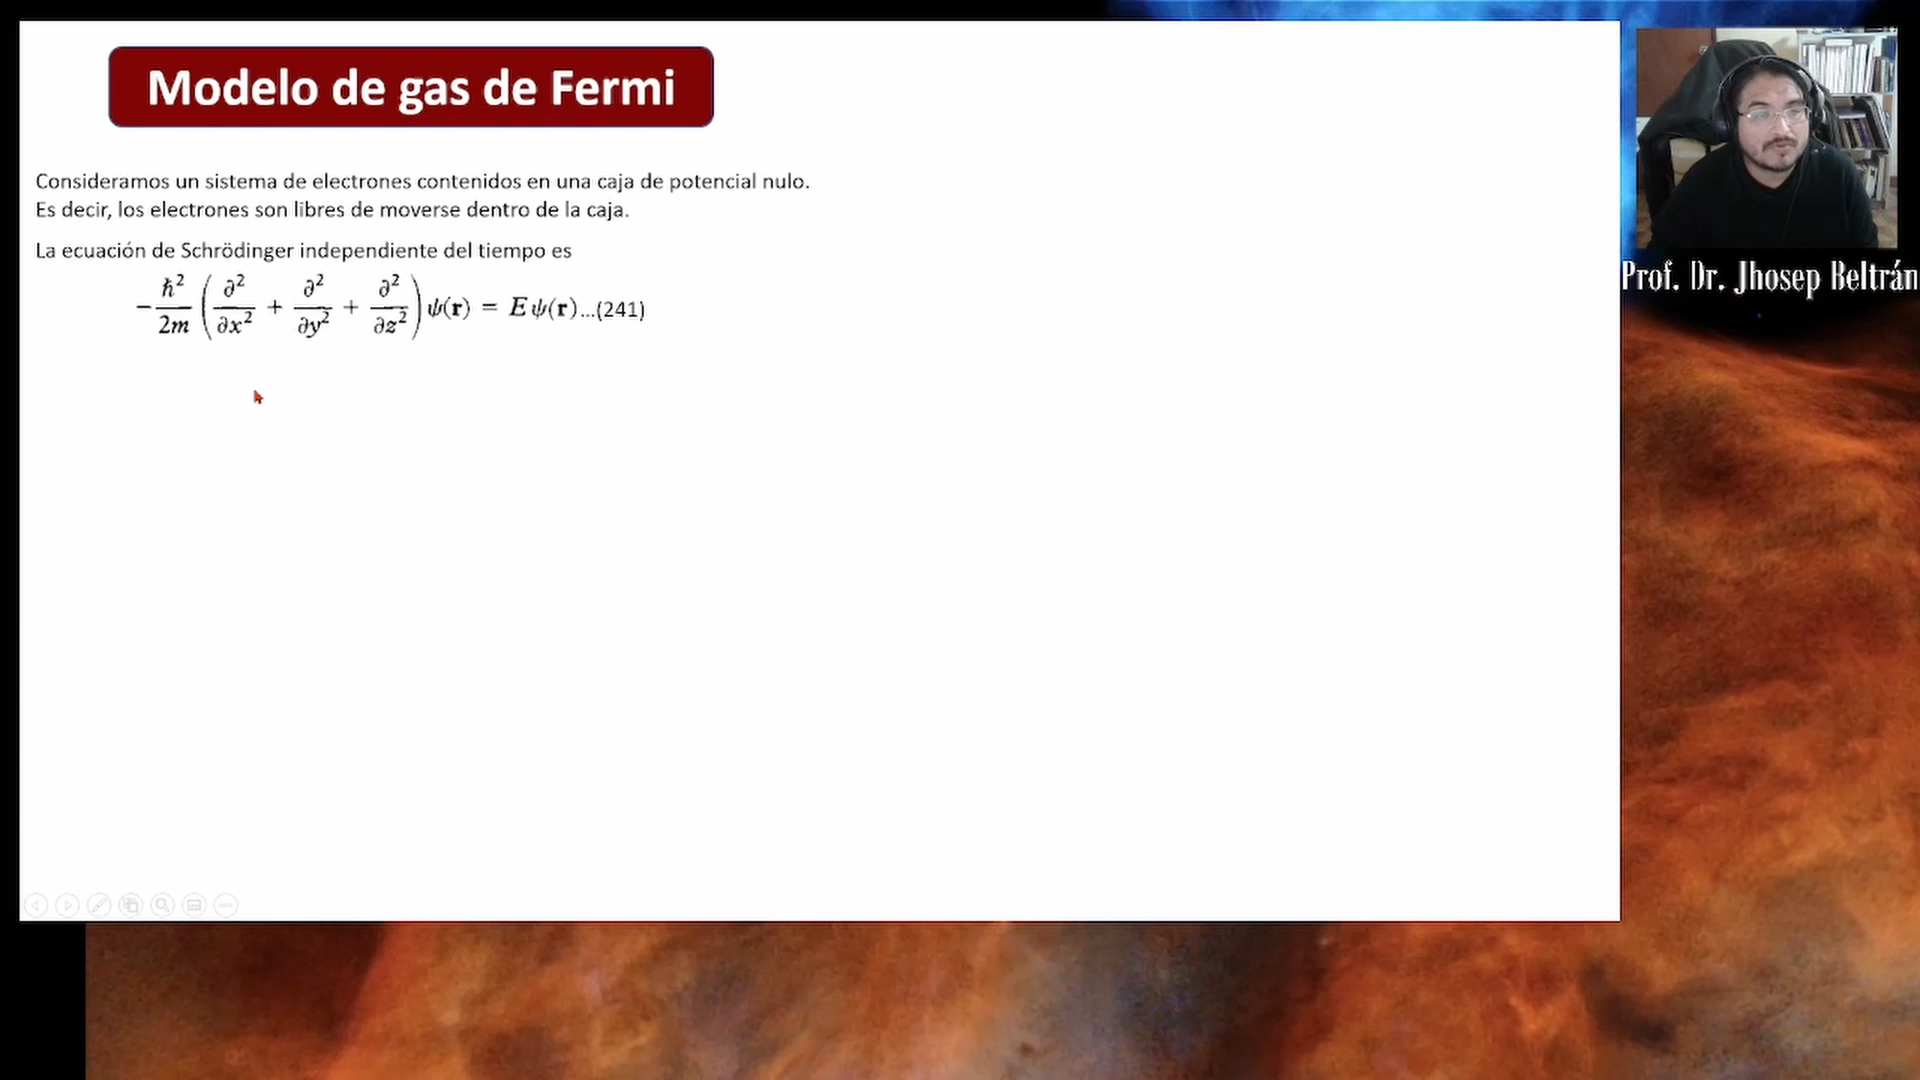 Modelo de gas de Fermi
Consideramos un sistema de electrones contenidos en una caja de potencial nulo.
Es decir, los electrones son libres de moverse dentro de la caja.
La ecuación de Schrödinger independiente del tiempo es
−ħ²/2m (∂²/∂x² + ∂²/∂y² + ∂²/∂z²) ψ(r) = E ψ(r)...(241)
Prof. Dr. Jhosep Beltrán